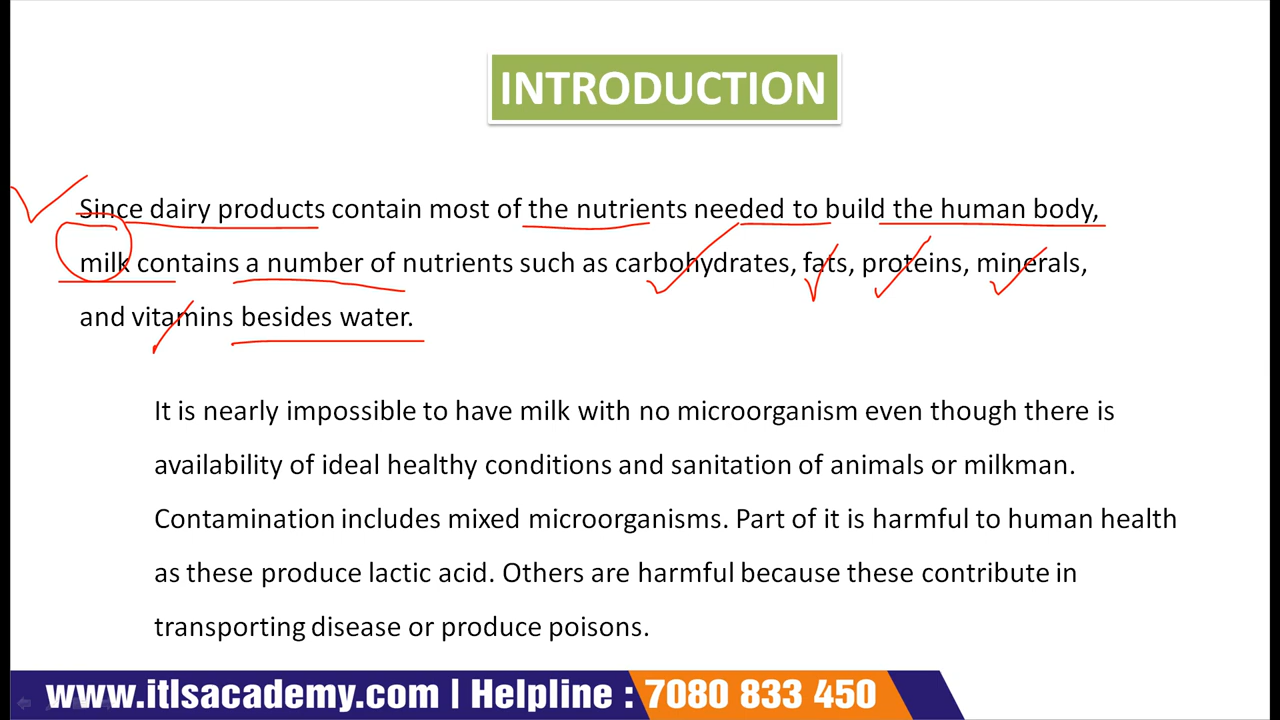 INTRODUCTION
Since dairy products contain most of the nutrients needed to build the human body,
milk contains a number of nutrients such as carbohydrates, fats, proteins, minerals,
and vitamins besides water.
It is nearly impossible to have milk with no microorganism even though there is
availability of ideal healthy conditions and sanitation of animals or milkman.
Contamination includes mixed microorganisms. Part of it is harmful to human health
as these produce lactic acid. Others are harmful because these contribute in
transporting disease or produce poisons.
www.itlsacademy.com | Helpline : 7080 833 450